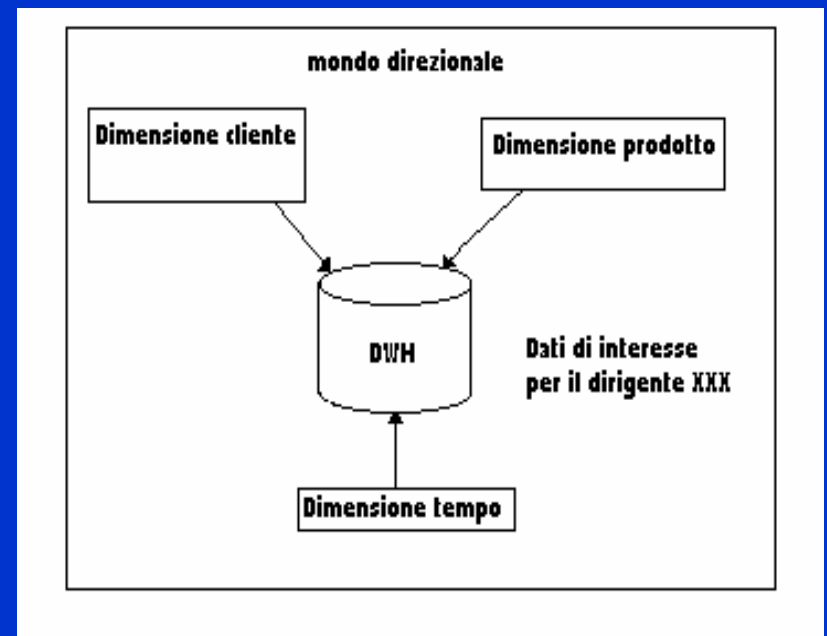 mondo direzionale
Dimensione cliente
Dimensione prodotto
DWH
Dati di interesse
per il dirigente XXX
Dimensione tempo